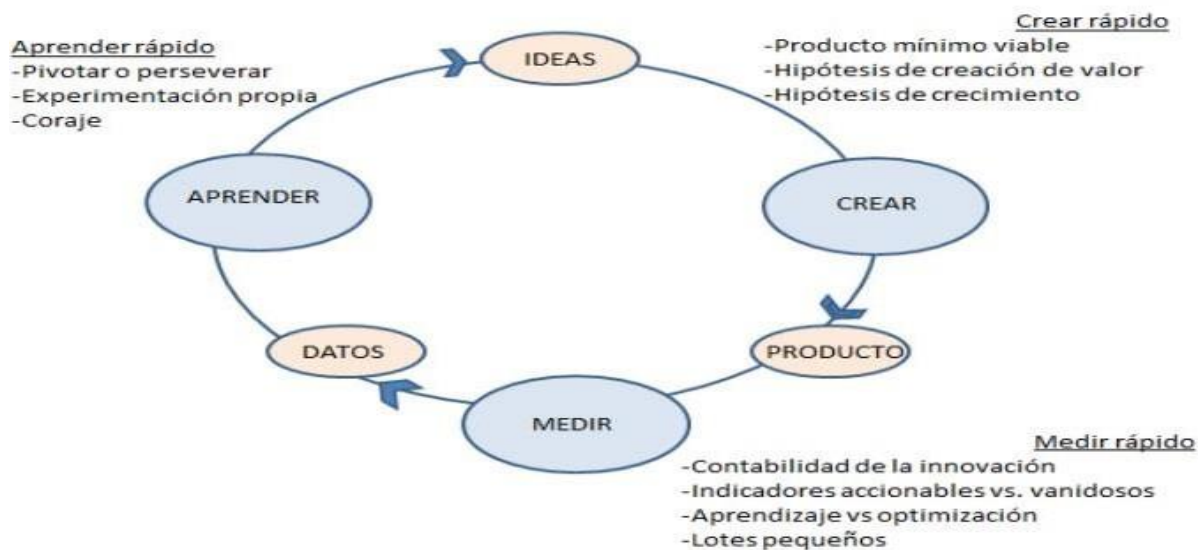 Crear rápido
-Producto mínimo viable
-Hipótesis de creación de valor
-Hipótesis de crecimiento
Aprender rápido
-Pivotar o perseverar
-Experimentación propia
-Coraje
IDEAS
APRENDER
CREAR
DATOS
PRODUCTO
MEDIR
Medir rápido
-Contabilidad de la innovación
-Indicadores accionables vs. vanidosos
-Aprendizaje vs optimización
-Lotes pequeños